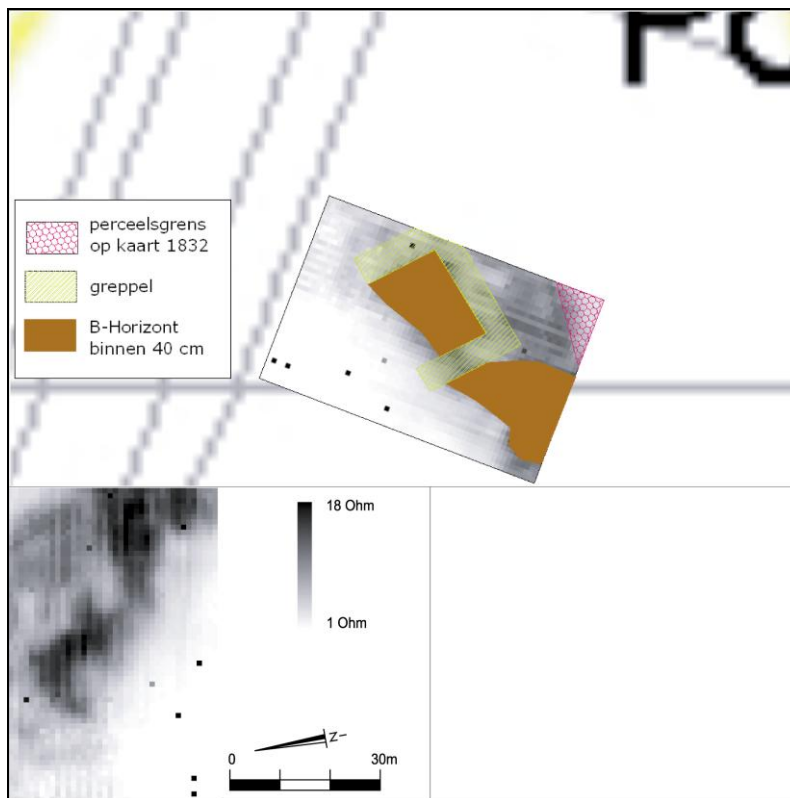 perceelsgrens
op kaart 1832
greppel
B-Horizont
binnen 40 cm
18 Ohm
1 Ohm
N
0 30m